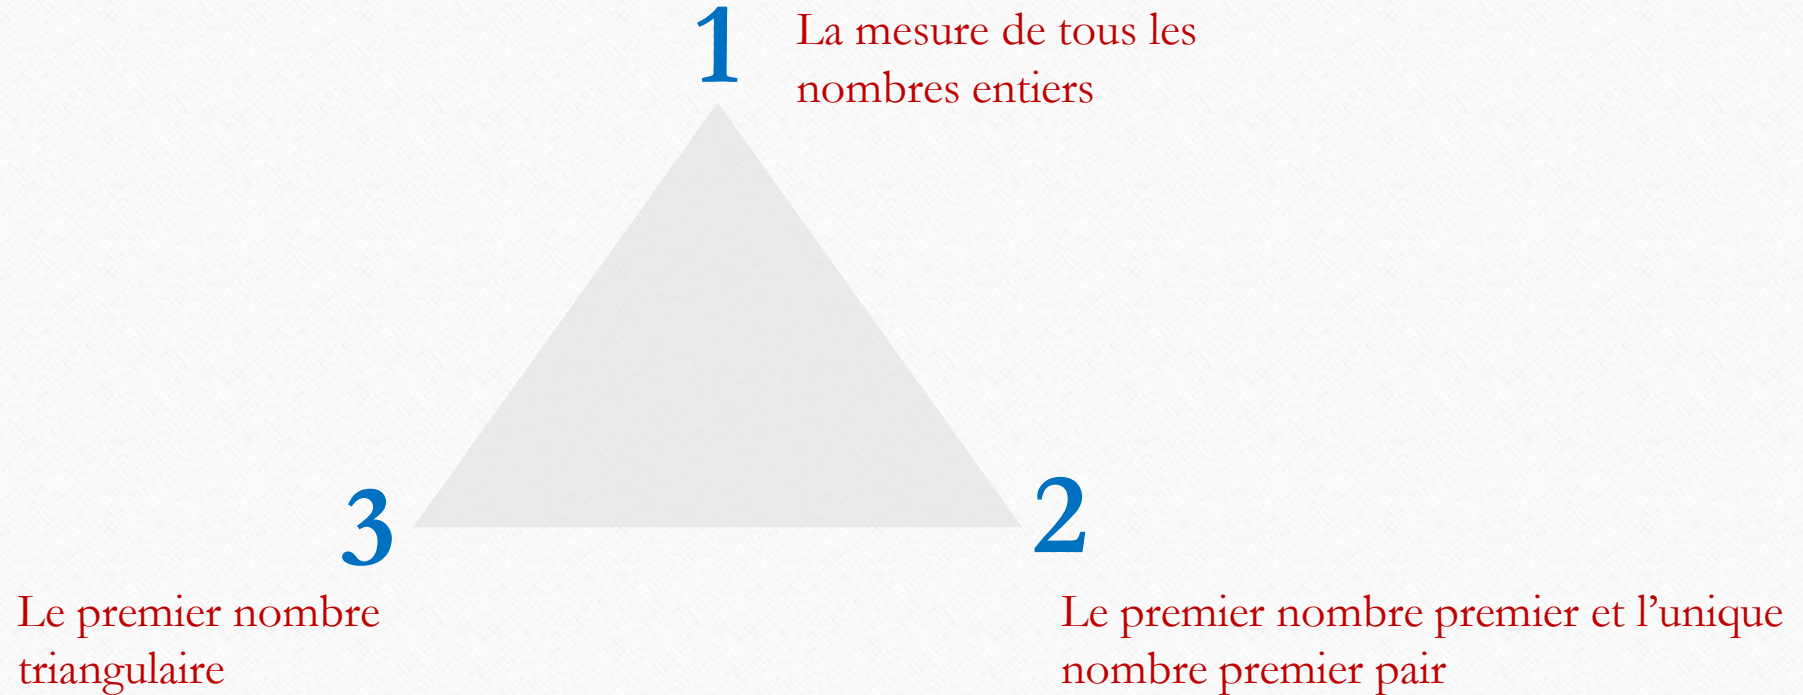 1
La mesure de tous les
nombres entiers
3
2
Le premier nombre
triangulaire
Le premier nombre premier et l’unique
nombre premier pair